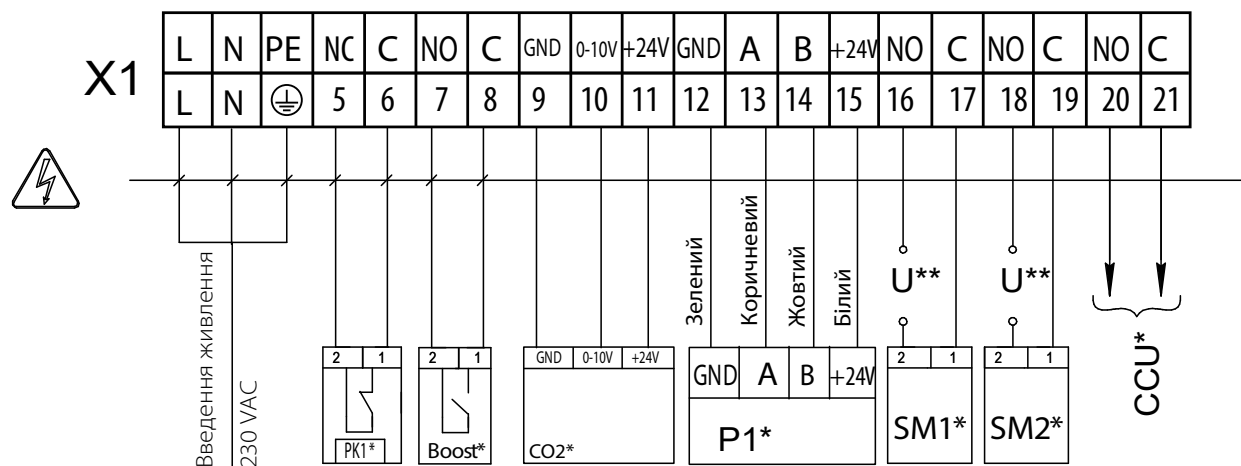 X1
L N PE NC C NO C GND 0-10V +24V GND A B +24V NO C NO C NO C
L N 5 6 7 8 9 10 11 12 13 14 15 16 17 18 19 20 21
Введення живлення
230 VAC
Зелений
Коричневий
Жовтий
Білий
U**
U**
2 1
PK1*
2 1
Boost*
GND 0-10V +24V
CO2*
GND A B +24V
P1*
2 1
SM1*
2 1
SM2*
CCU*